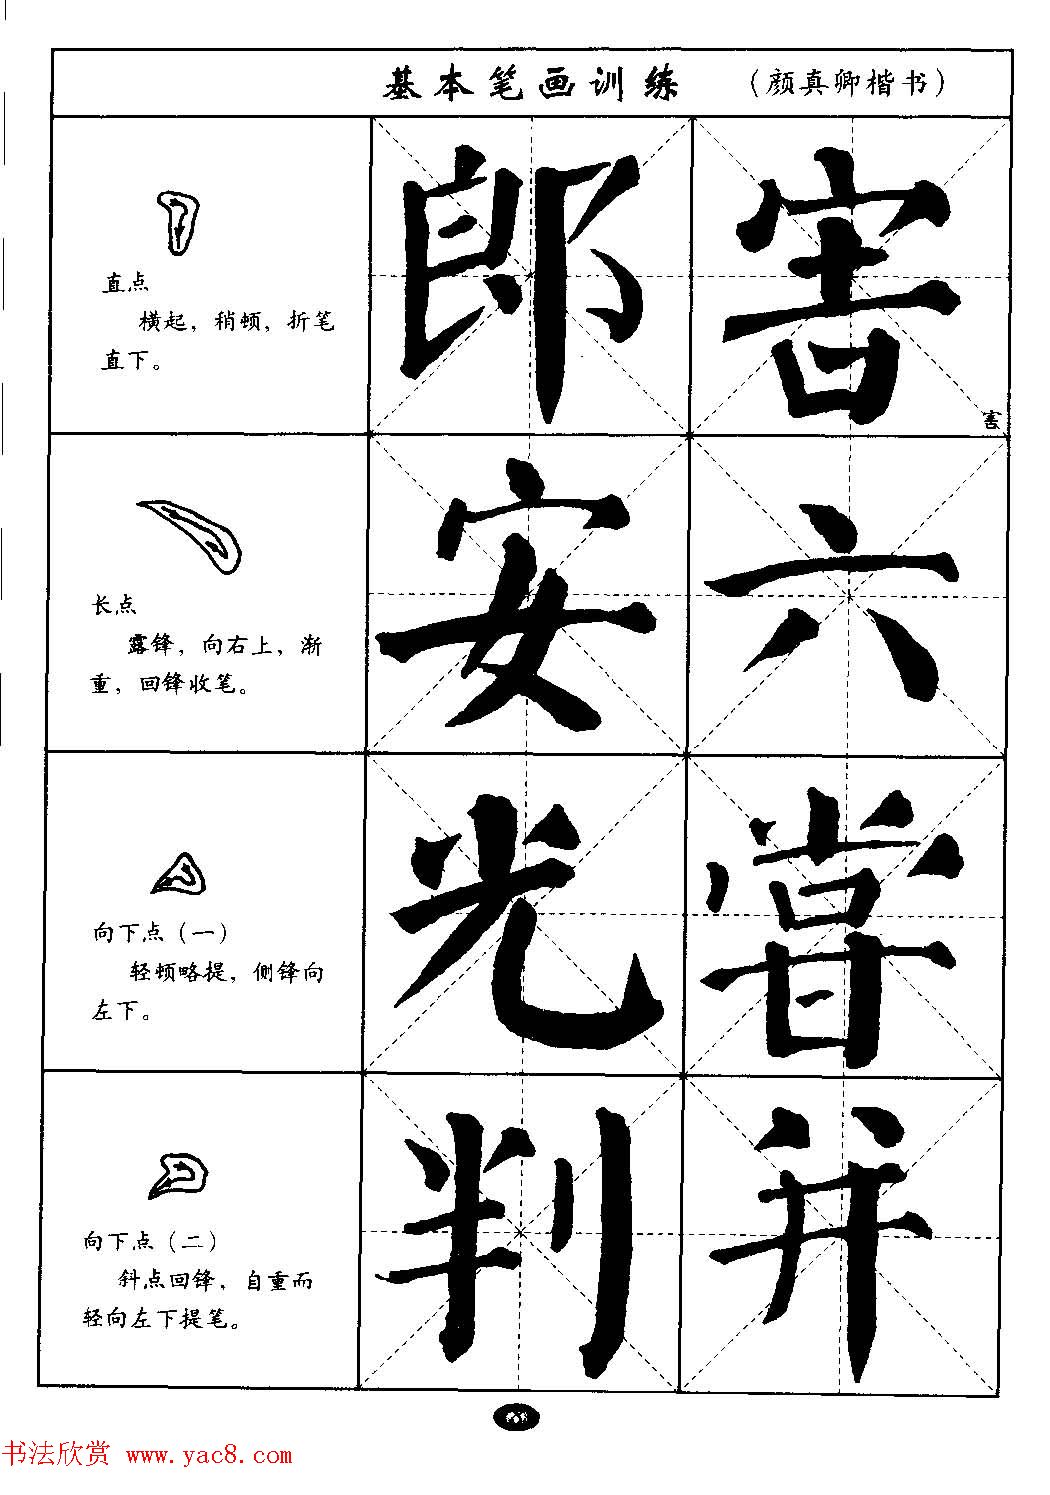 基本笔画训练 （颜真卿楷书）
直点
横起，稍顿，折笔
直下。
郎 害
害
长点
露锋，向右上，渐
重，回锋收笔。
安 六
向下点（一）
轻顿略提，侧锋向
左下。
光 當
向下点（二）
斜点回锋，自重而
轻向左下提笔。
判 并
书法欣赏 www.yac8.com